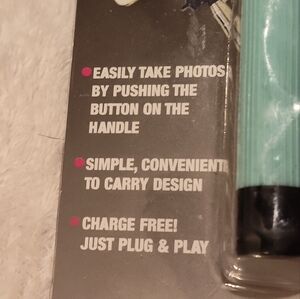 EASILY TAKE PHOTOS
BY PUSHING THE
BUTTON ON THE
HANDLE
SIMPLE, CONVENIENT
TO CARRY DESIGN
CHARGE FREE!
JUST PLUG & PLAY